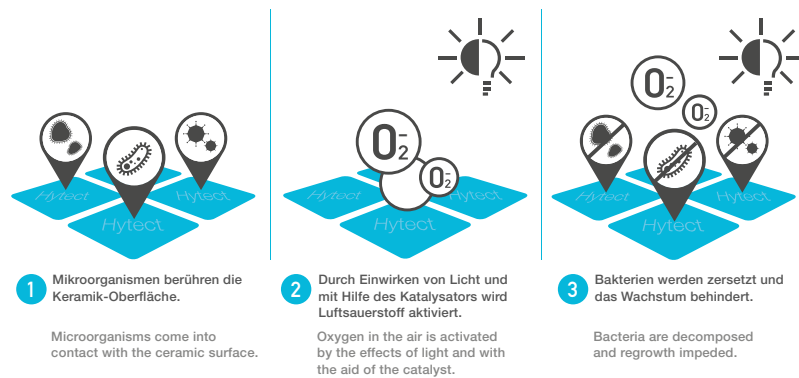 Hytect
Hytect
Hytect
1
Mikroorganismen berühren die
Keramik-Oberfläche.
Microorganisms come into
contact with the ceramic surface.
O₂⁻
O₂⁻
Hytect
Hytect
Hytect
2
Durch Einwirken von Licht und
mit Hilfe des Katalysators wird
Luftsauerstoff aktiviert.
Oxygen in the air is activated
by the effects of light and with
the aid of the catalyst.
O₂⁻
O₂⁻
Hytect
Hytect
Hytect
3
Bakterien werden zersetzt und
das Wachstum behindert.
Bacteria are decomposed
and regrowth impeded.